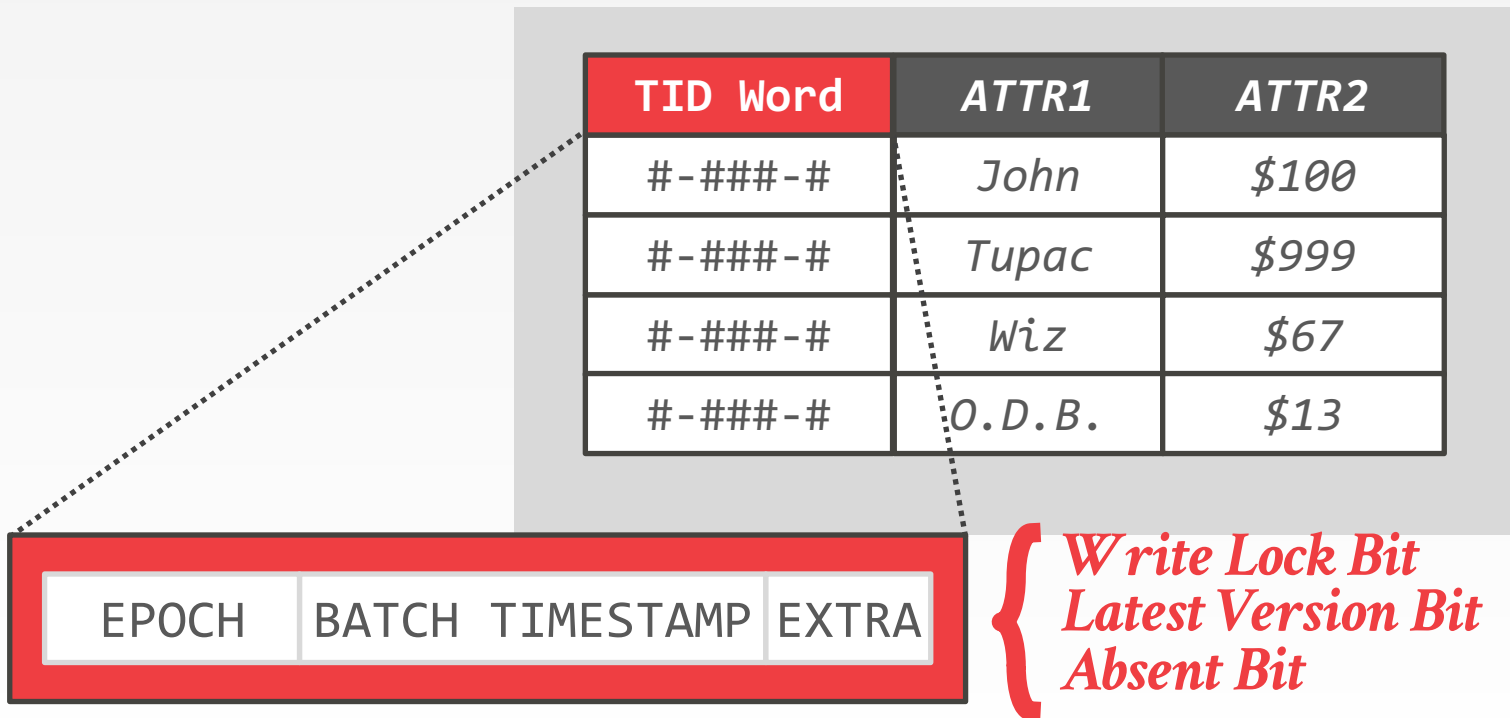 TID Word ATTR1 ATTR2
#-###-# John $100
#-###-# Tupac $999
#-###-# Wiz $67
#-###-# O.D.B. $13
EPOCH BATCH TIMESTAMP EXTRA
Write Lock Bit
Latest Version Bit
Absent Bit